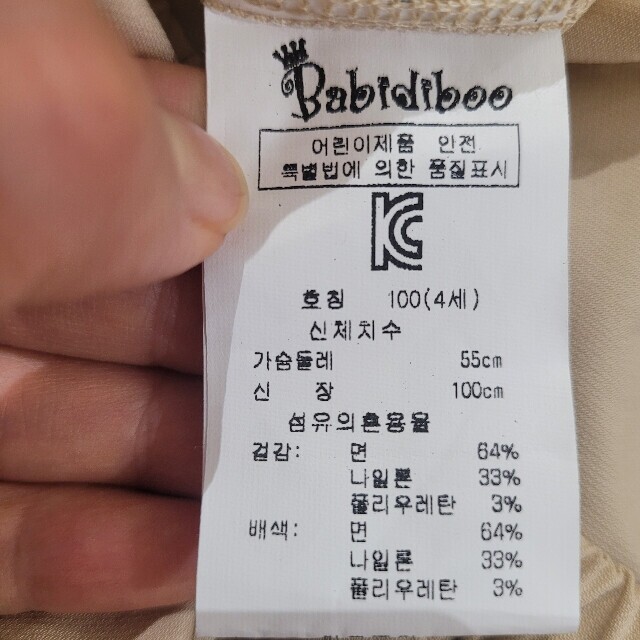 Babidiboo
어린이제품 안전
특별법에 의한 품질표시
KC
호칭 100(4세)
신체치수
가슴둘레 55cm
신 장 100cm
섬유의혼용율
겉감: 면 64%
나일론 33%
폴리우레탄 3%
배색: 면 64%
나일론 33%
폴리우레탄 3%